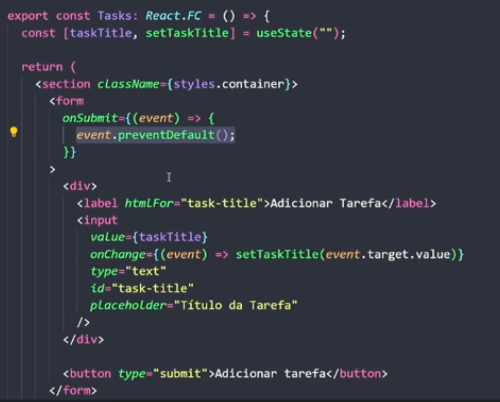 export const Tasks: React.FC = () => {
const [taskTitle, setTaskTitle] = useState("");
return (
<section className={styles.container}>
<form
onSubmit={(event) => {
event.preventDefault();
}}
>
<div>
<label htmlFor="task-title">Adicionar Tarefa</label>
<input
value={taskTitle}
onChange={(event) => setTaskTitle(event.target.value)}
type="text"
id="task-title"
placeholder="Título da Tarefa"
/>
</div>
<button type="submit">Adicionar tarefa</button>
</form>